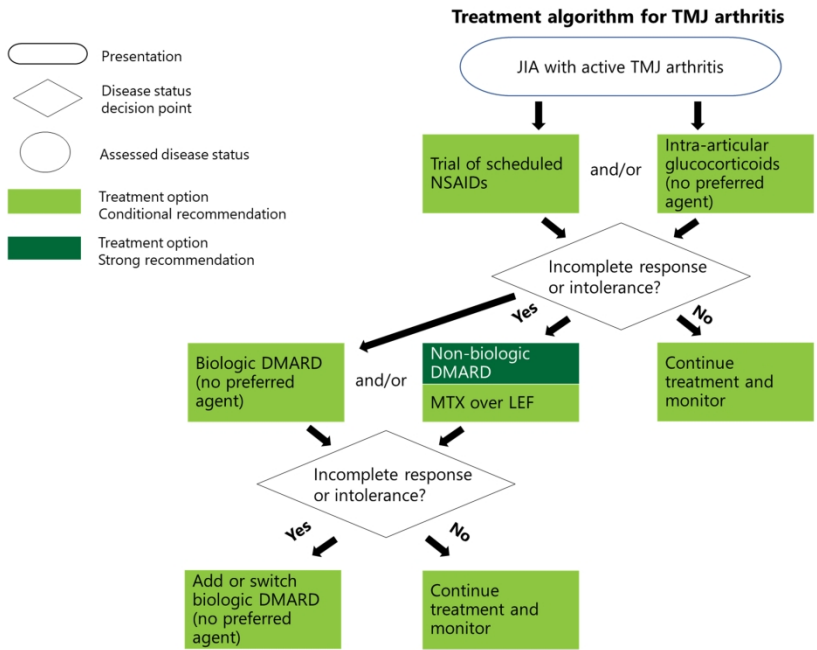 Treatment algorithm for TMJ arthritis
Presentation
Disease status
decision point
Assessed disease status
Treatment option
Conditional recommendation
Treatment option
Strong recommendation
JIA with active TMJ arthritis
Trial of scheduled
NSAIDs
and/or
Intra-articular
glucocorticoids
(no preferred
agent)
Incomplete response
or intolerance?
Yes
No
Biologic DMARD
(no preferred
agent)
and/or
Non-biologic
DMARD
MTX over LEF
Continue
treatment and
monitor
Incomplete response
or intolerance?
Yes
No
Add or switch
biologic DMARD
(no preferred
agent)
Continue
treatment and
monitor